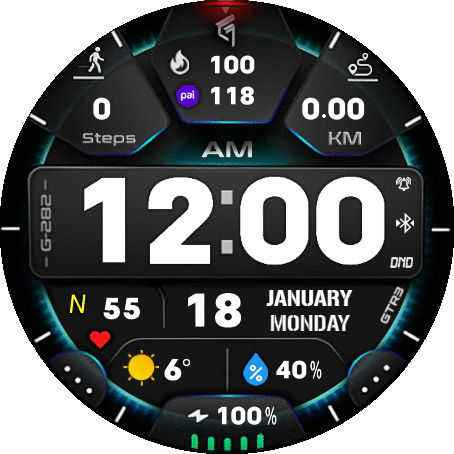 100
pai 118
0
Steps
0.00
KM
AM
G-282
12:00
DND
GTR3
N 55
18
JANUARY
MONDAY
6°
40%
100%